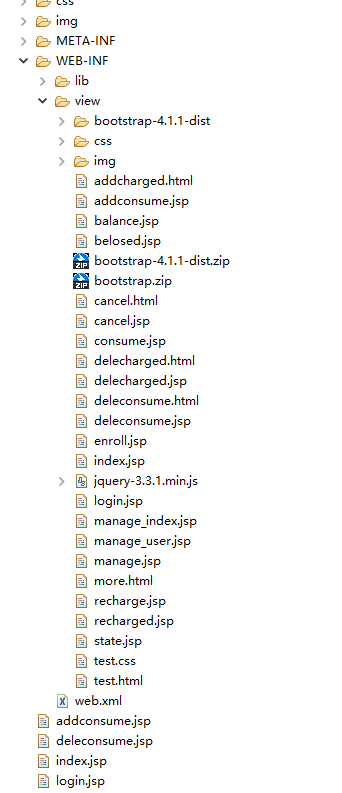 css
img
META-INF
WEB-INF
lib
view
bootstrap-4.1.1-dist
css
img
addcharged.html
addconsume.jsp
balance.jsp
belosed.jsp
ZIP bootstrap-4.1.1-dist.zip
ZIP bootstrap.zip
cancel.html
cancel.jsp
consume.jsp
delecharged.html
delecharged.jsp
deleconsume.html
deleconsume.jsp
enroll.jsp
index.jsp
jquery-3.3.1.min.js
login.jsp
manage_index.jsp
manage_user.jsp
manage.jsp
more.html
recharge.jsp
recharged.jsp
state.jsp
test.css
test.html
X web.xml
addconsume.jsp
deleconsume.jsp
index.jsp
login.jsp